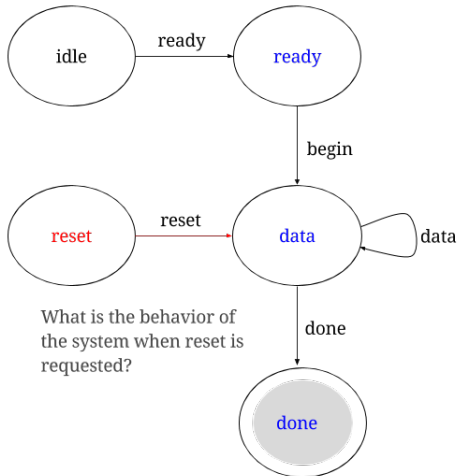 ready
idle
ready
begin
reset
reset
data
data
What is the behavior of
the system when reset is
requested?
done
done